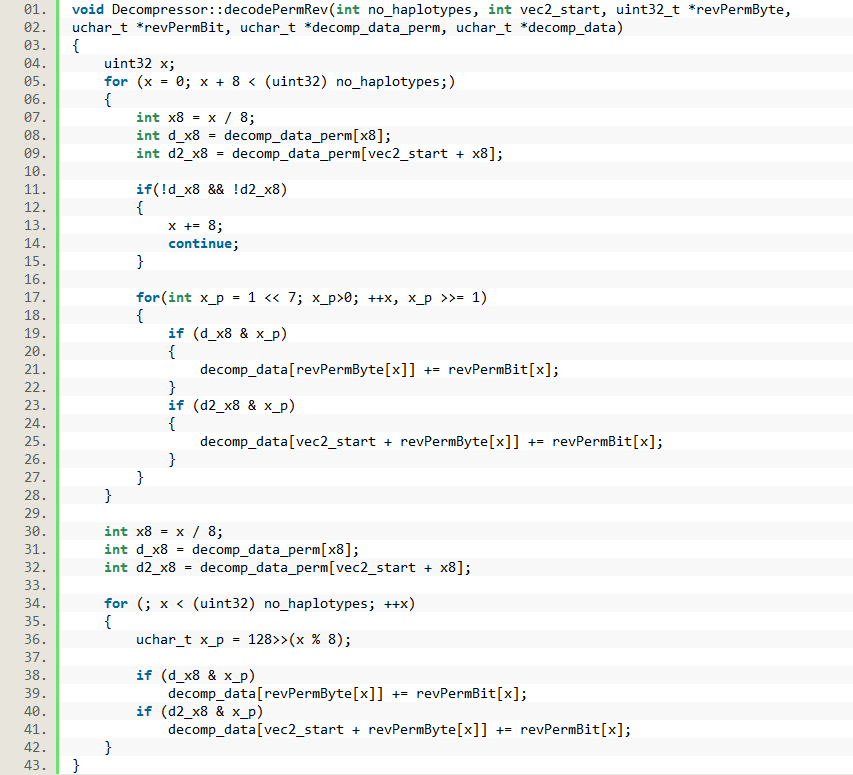 01. void Decompressor::decodePermRev(int no_haplotypes, int vec2_start, uint32_t *revPermByte,
02. uchar_t *revPermBit, uchar_t *decomp_data_perm, uchar_t *decomp_data)
03. {
04.     uint32 x;
05.     for (x = 0; x + 8 < (uint32) no_haplotypes;)
06.     {
07.         int x8 = x / 8;
08.         int d_x8 = decomp_data_perm[x8];
09.         int d2_x8 = decomp_data_perm[vec2_start + x8];
10.
11.         if(!d_x8 && !d2_x8)
12.         {
13.             x += 8;
14.             continue;
15.         }
16.
17.         for(int x_p = 1 << 7; x_p>0; ++x, x_p >>= 1)
18.         {
19.             if (d_x8 & x_p)
20.             {
21.                 decomp_data[revPermByte[x]] += revPermBit[x];
22.             }
23.             if (d2_x8 & x_p)
24.             {
25.                 decomp_data[vec2_start + revPermByte[x]] += revPermBit[x];
26.             }
27.         }
28.     }
29.
30.     int x8 = x / 8;
31.     int d_x8 = decomp_data_perm[x8];
32.     int d2_x8 = decomp_data_perm[vec2_start + x8];
33.
34.     for (; x < (uint32) no_haplotypes; ++x)
35.     {
36.         uchar_t x_p = 128>>(x % 8);
37.
38.         if (d_x8 & x_p)
39.             decomp_data[revPermByte[x]] += revPermBit[x];
40.         if (d2_x8 & x_p)
41.             decomp_data[vec2_start + revPermByte[x]] += revPermBit[x];
42.     }
43. }